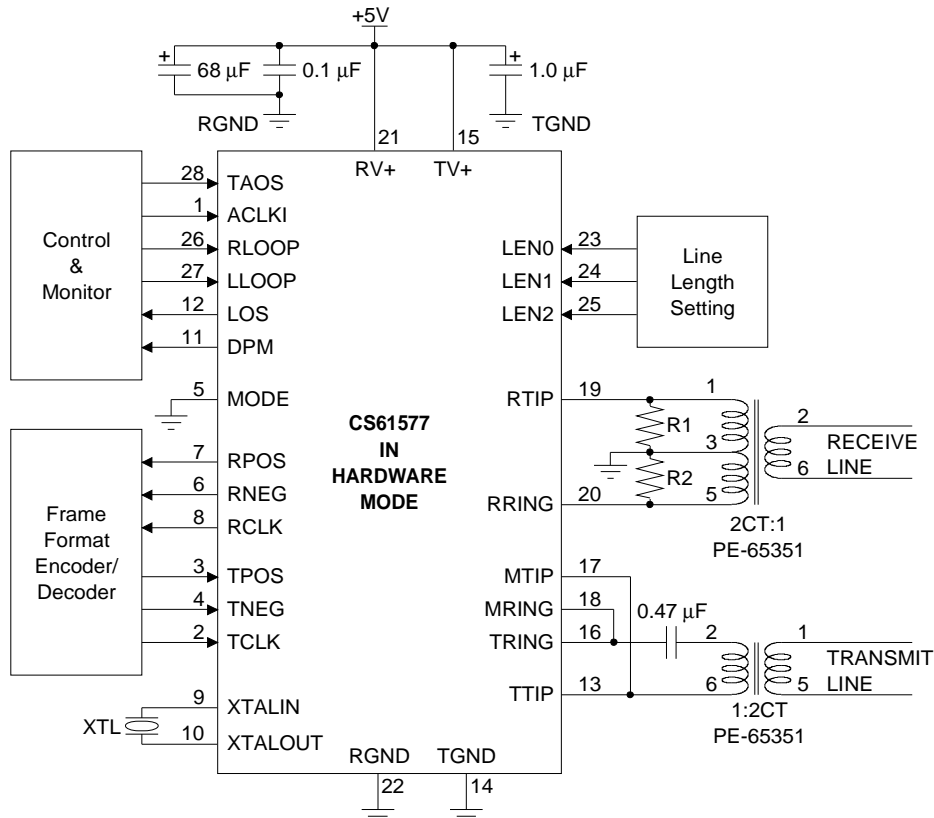 +5V
+
68 µF
0.1 µF
+
1.0 µF
RGND
TGND
21
15
RV+
TV+
Control
&
Monitor
28
TAOS
1
ACLKI
26
RLOOP
27
LLOOP
12
LOS
11
DPM
5
MODE
LEN0
23
LEN1
24
LEN2
25
Line
Length
Setting
CS61577
IN
HARDWARE
MODE
Frame
Format
Encoder/
Decoder
7
RPOS
6
RNEG
8
RCLK
3
TPOS
4
TNEG
2
TCLK
RTIP
19
R1
R2
RRING
20
1
3
5
2
6
RECEIVE
LINE
2CT:1
PE-65351
MTIP
17
MRING
18
TRING
16
0.47 µF
TTIP
13
2
6
1
5
TRANSMIT
LINE
1:2CT
PE-65351
XTL
9
XTALIN
10
XTALOUT
RGND
TGND
22
14